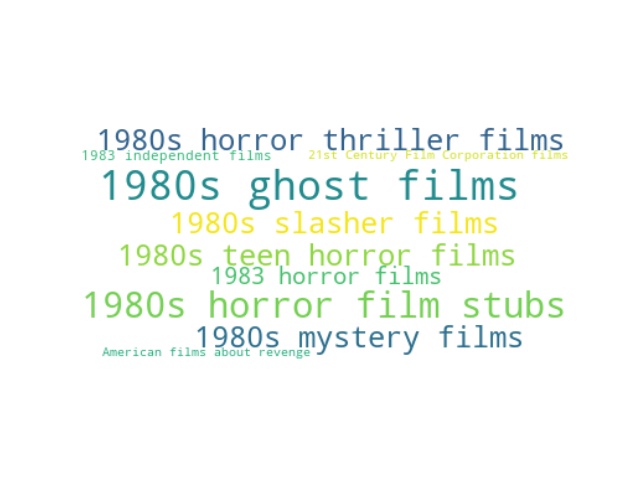 1980s horror thriller films
1983 independent films
21st Century Film Corporation films
1980s ghost films
1980s slasher films
1980s teen horror films
1983 horror films
1980s horror film stubs
1980s mystery films
American films about revenge